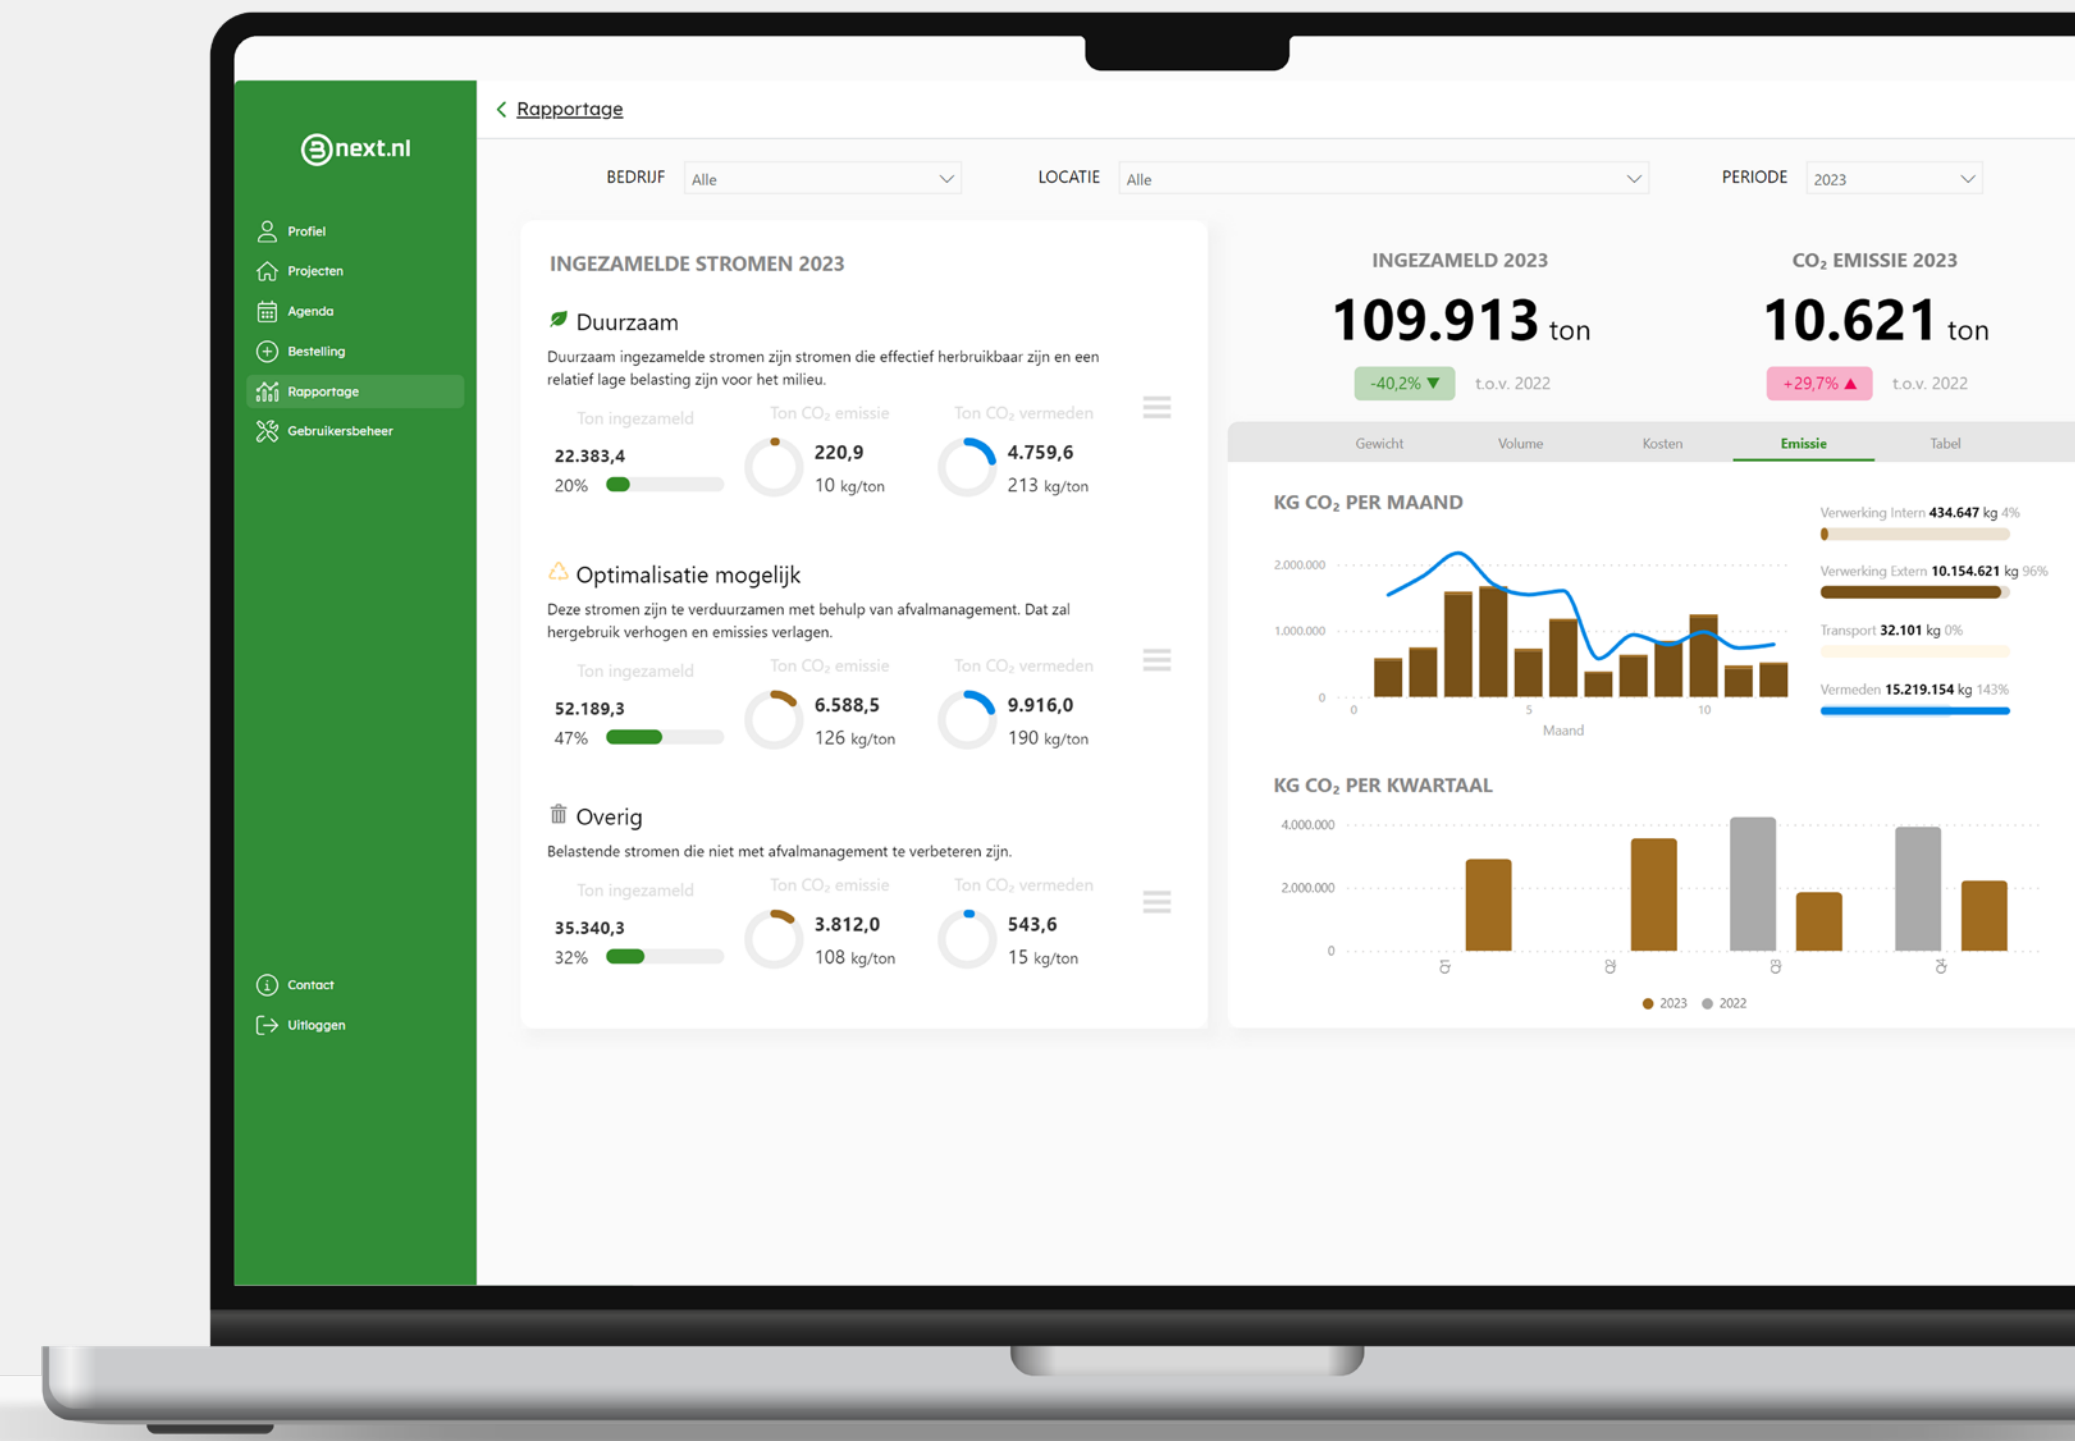 next.nl
Profiel
Projecten
Agenda
Bestelling
Rapportage
Gebruikersbeheer
Contact
Uitloggen
Rapportage
BEDRIJF Alle LOCATIE Alle PERIODE 2023
INGEZAMELDE STROMEN 2023
Duurzaam
Duurzaam ingezamelde stromen zijn stromen die effectief herbruikbaar zijn en een
relatief lage belasting zijn voor het milieu.
Ton ingezameld Ton CO₂ emissie Ton CO₂ vermeden
22.383,4 220,9 4.759,6
20% 10 kg/ton 213 kg/ton
Optimalisatie mogelijk
Deze stromen zijn te verduurzamen met behulp van afvalmanagement. Dat zal
hergebruik verhogen en emissies verlagen.
Ton ingezameld Ton CO₂ emissie Ton CO₂ vermeden
52.189,3 6.588,5 9.916,0
47% 126 kg/ton 190 kg/ton
Overig
Belastende stromen die niet met afvalmanagement te verbeteren zijn.
Ton ingezameld Ton CO₂ emissie Ton CO₂ vermeden
35.340,3 3.812,0 543,6
32% 108 kg/ton 15 kg/ton
INGEZAMELD 2023 CO₂ EMISSIE 2023
109.913 ton 10.621 ton
-40,2% ▼ t.o.v. 2022 +29,7% ▲ t.o.v. 2022
Gewicht Volume Kosten Emissie Tabel
KG CO₂ PER MAAND
2.000.000
1.000.000
0
0 5 10
Maand
Verwerking Intern 434.647 kg 4%
Verwerking Extern 10.154.621 kg 96%
Transport 32.101 kg 0%
Vermeden 15.219.154 kg 143%
KG CO₂ PER KWARTAAL
4.000.000
2.000.000
0
Q1 Q2 Q3 Q4
2023 2022